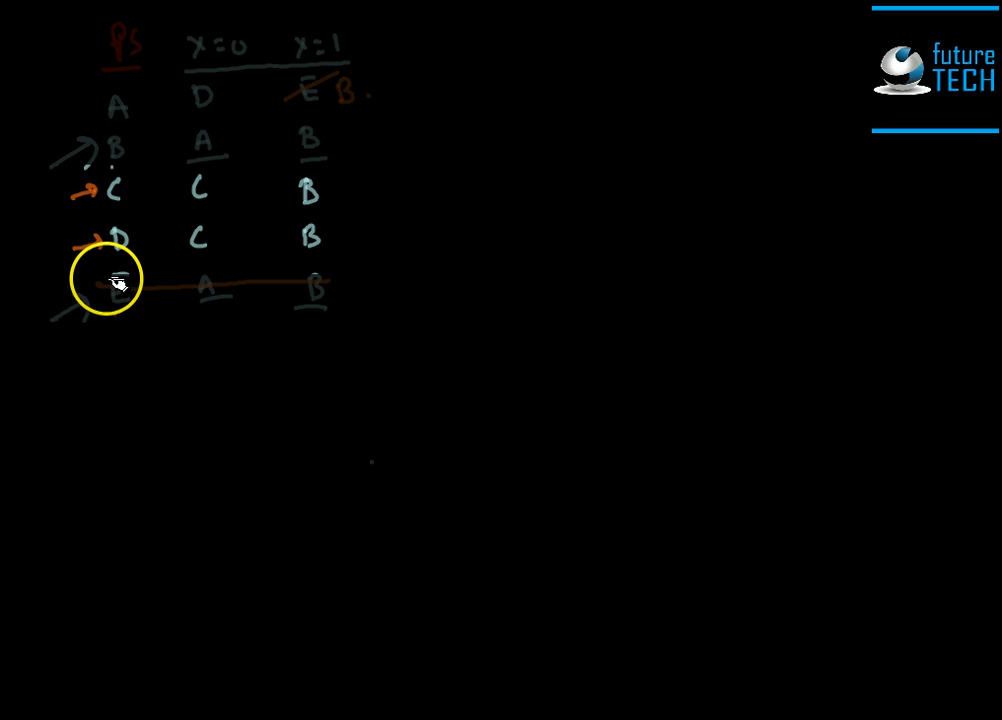 PS X=0 X=1
A D E B.
B A B
C C B
D C B
E A B
future
TECH